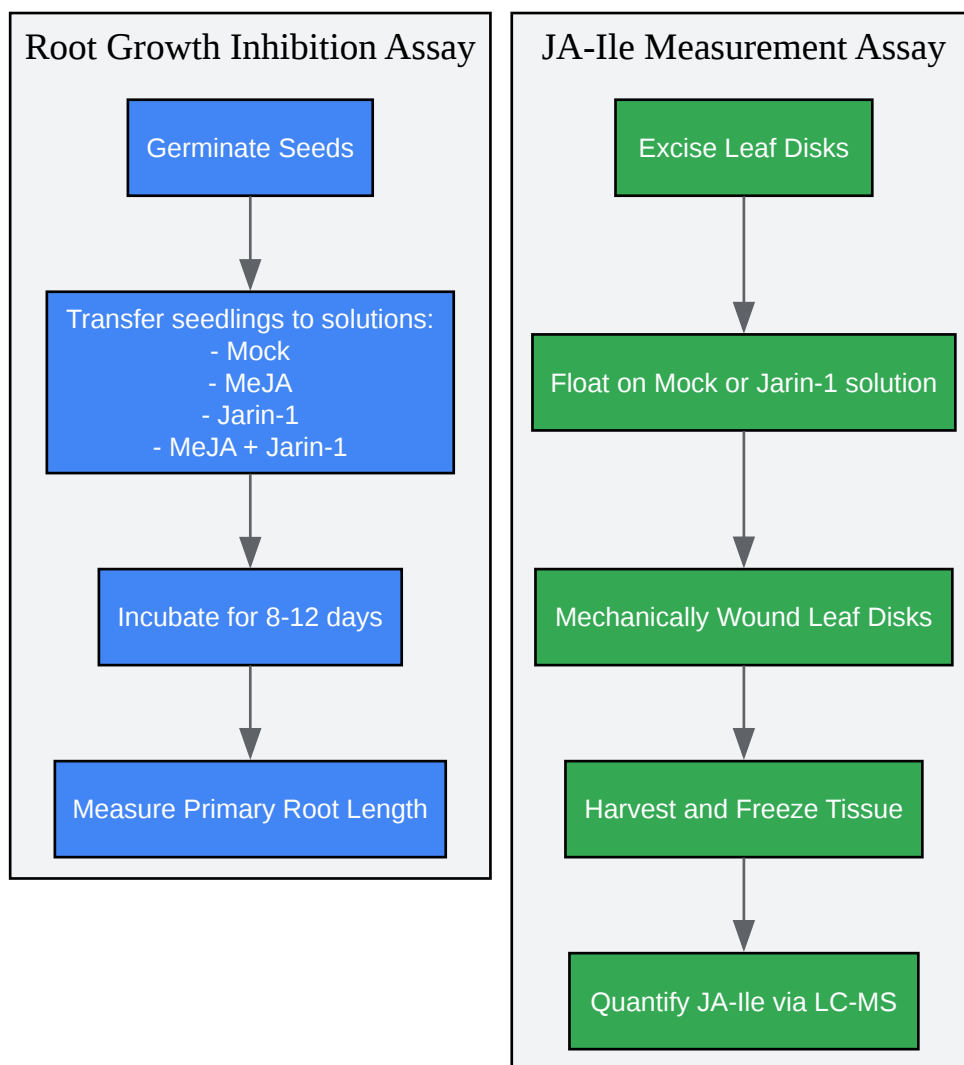 Root Growth Inhibition Assay
Germinate Seeds
Transfer seedlings to solutions:
- Mock
- MeJA
- Jarin-1
- MeJA + Jarin-1
Incubate for 8-12 days
Measure Primary Root Length
JA-Ile Measurement Assay
Excise Leaf Disks
Float on Mock or Jarin-1 solution
Mechanically Wound Leaf Disks
Harvest and Freeze Tissue
Quantify JA-Ile via LC-MS